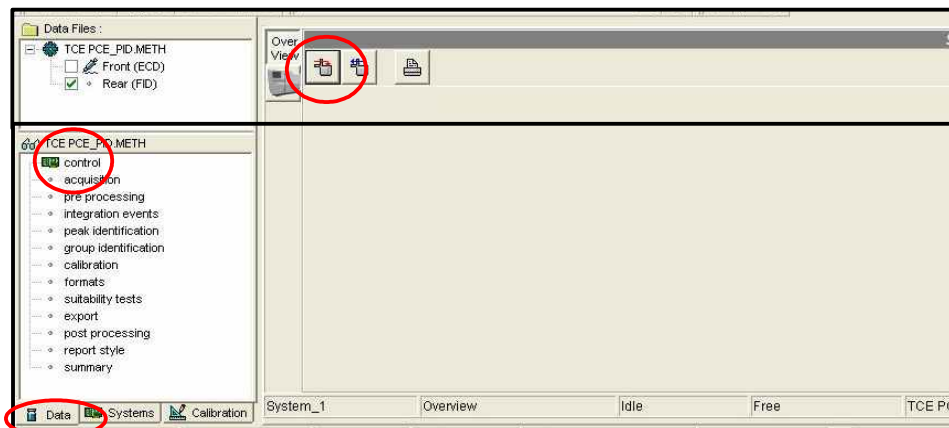 Data Files :
TCE PCE_PID.METH
Front (ECD)
Rear (FID)
Over
View
TCE PCE_PID.METH
control
acquisition
pre processing
integration events
peak identification
group identification
calibration
formats
suitability tests
export
post processing
report style
summary
Data Systems Calibration
System_1 Overview Idle Free TCE PC